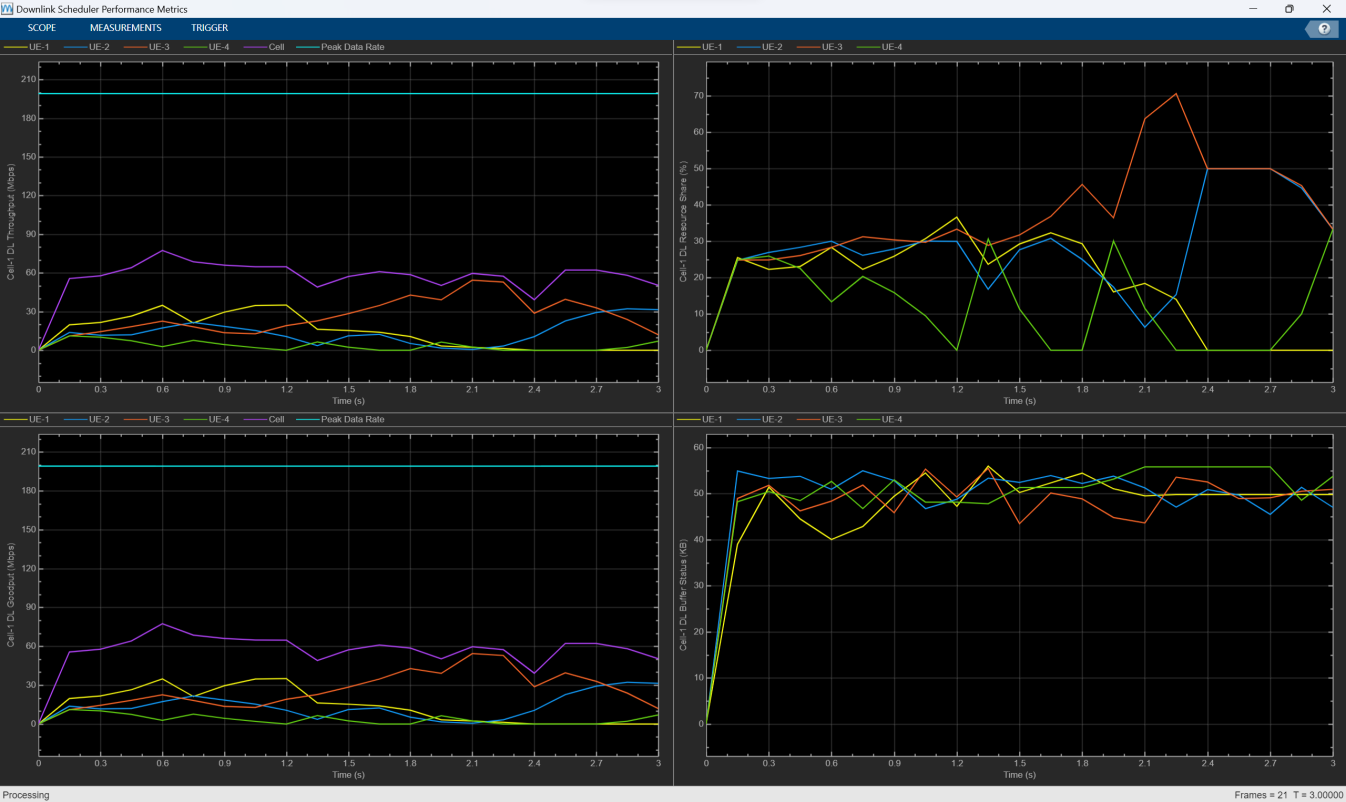 Downlink Scheduler Performance Metrics
SCOPE MEASUREMENTS TRIGGER ?
UE-1 UE-2 UE-3 UE-4 Cell Peak Data Rate
Cell-1 DL Throughput (Mbps)
210
180
150
120
90
60
30
0
0 0.3 0.6 0.9 1.2 1.5 1.8 2.1 2.4 2.7 3
Time (s)
UE-1 UE-2 UE-3 UE-4
Cell-1 DL Resource Share (%)
70
60
50
40
30
20
10
0
0 0.3 0.6 0.9 1.2 1.5 1.8 2.1 2.4 2.7 3
Time (s)
UE-1 UE-2 UE-3 UE-4 Cell Peak Data Rate
Cell-1 DL Goodput (Mbps)
210
180
150
120
90
60
30
0
0 0.3 0.6 0.9 1.2 1.5 1.8 2.1 2.4 2.7 3
Time (s)
UE-1 UE-2 UE-3 UE-4
Cell-1 DL Buffer Status (KB)
60
50
40
30
20
10
0
0 0.3 0.6 0.9 1.2 1.5 1.8 2.1 2.4 2.7 3
Time (s)
Processing
Frames = 21 T = 3.00000